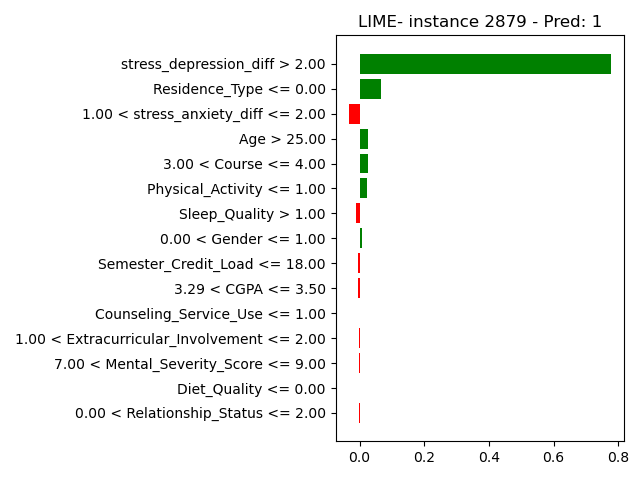 LIME- instance 2879 - Pred: 1
stress_depression_diff > 2.00
Residence_Type <= 0.00
1.00 < stress_anxiety_diff <= 2.00
Age > 25.00
3.00 < Course <= 4.00
Physical_Activity <= 1.00
Sleep_Quality > 1.00
0.00 < Gender <= 1.00
Semester_Credit_Load <= 18.00
3.29 < CGPA <= 3.50
Counseling_Service_Use <= 1.00
1.00 < Extracurricular_Involvement <= 2.00
7.00 < Mental_Severity_Score <= 9.00
Diet_Quality <= 0.00
0.00 < Relationship_Status <= 2.00
0.0 0.2 0.4 0.6 0.8